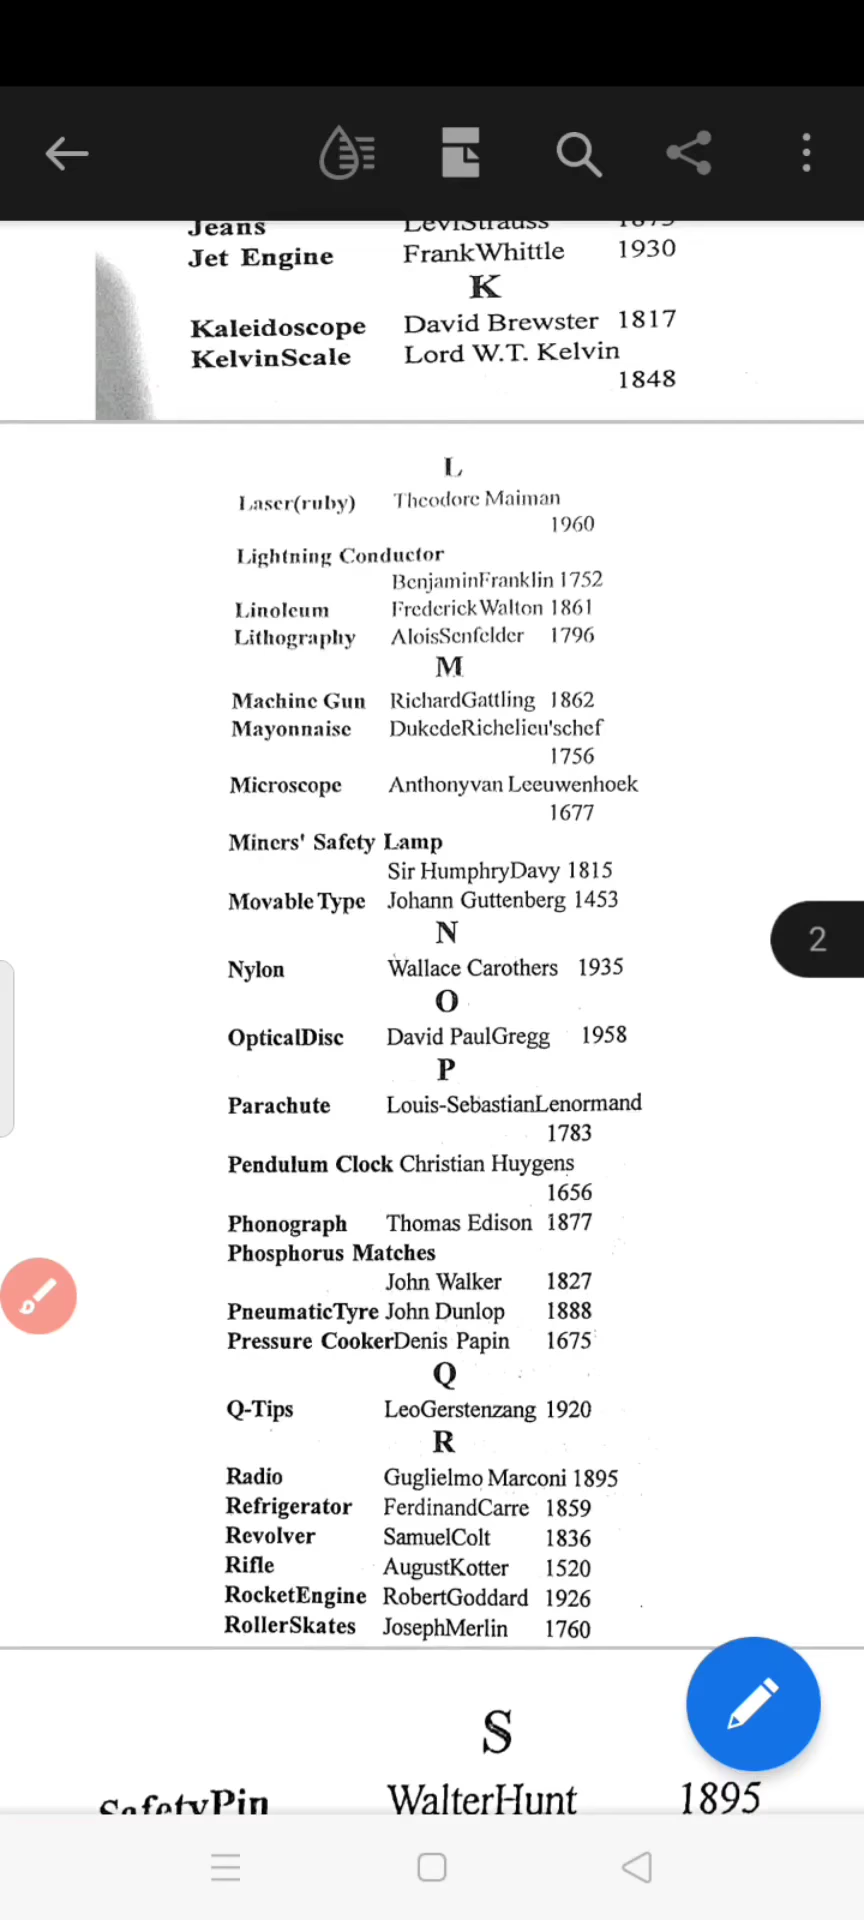 Jeans LeviStrauss 1873
Jet Engine FrankWhittle 1930
K
Kaleidoscope David Brewster 1817
KelvinScale Lord W.T. Kelvin
1848
L
Laser(ruby) Theodore Maiman
1960
Lightning Conductor
BenjaminFranklin 1752
Linoleum FrederickWalton 1861
Lithography AloisSenfelder 1796
M
Machine Gun RichardGattling 1862
Mayonnaise DukedeRichelieu'schef
1756
Microscope Anthonyvan Leeuwenhoek
1677
Miners' Safety Lamp
Sir HumphryDavy 1815
MovableType Johann Guttenberg 1453
2
N
Nylon Wallace Carothers 1935
O
OpticalDisc David PaulGregg 1958
P
Parachute Louis-SebastianLenormand
1783
Pendulum Clock Christian Huygens
1656
Phonograph Thomas Edison 1877
Phosphorus Matches
John Walker 1827
PneumaticTyre John Dunlop 1888
Pressure CookerDenis Papin 1675
Q
Q-Tips LeoGerstenzang 1920
R
Radio Guglielmo Marconi 1895
Refrigerator FerdinandCarre 1859
Revolver SamuelColt 1836
Rifle AugustKotter 1520
RocketEngine RobertGoddard 1926
RollerSkates JosephMerlin 1760
S
SafetyPin WalterHunt 1895